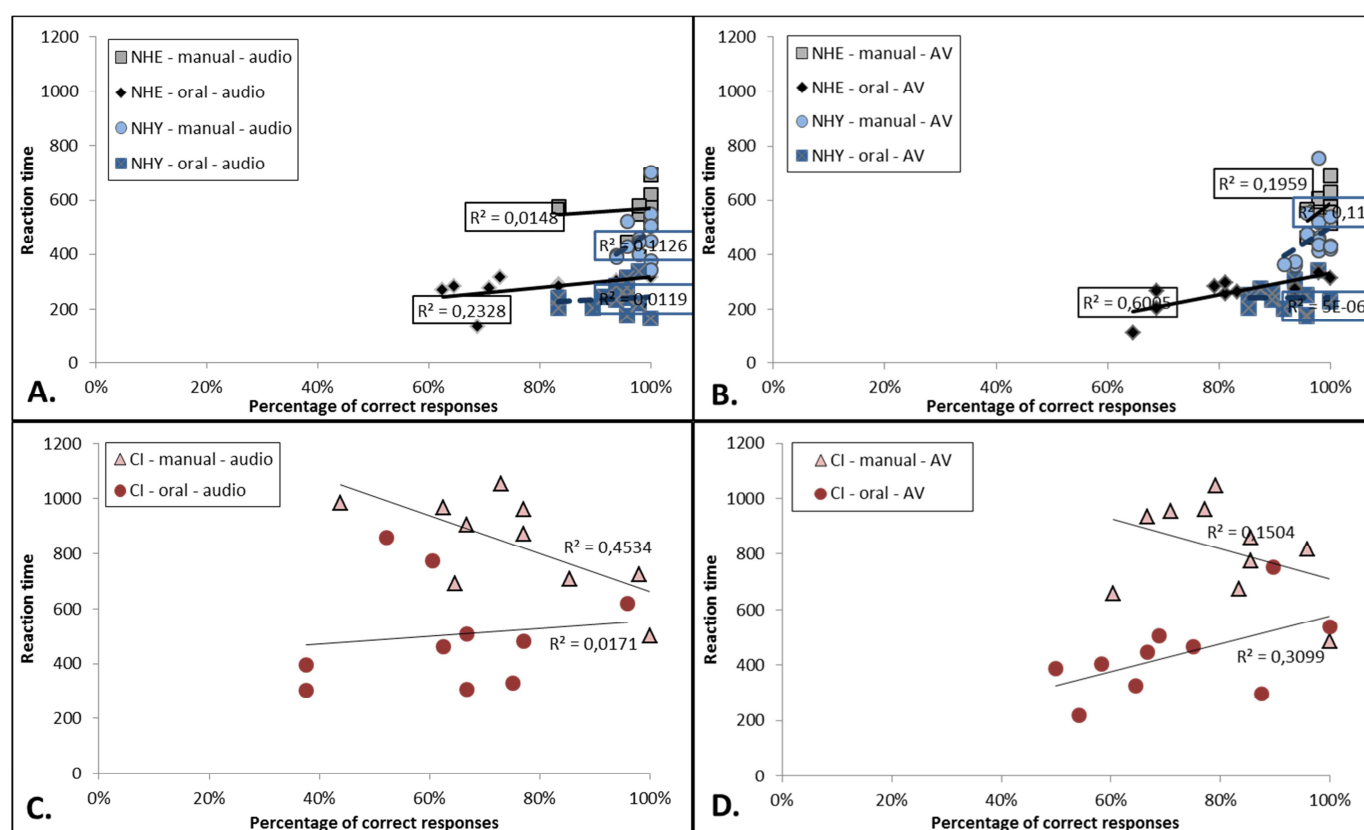 1200
1000
800
600
400
200
0
Reaction time
NHE - manual - audio
NHE - oral - audio
NHY - manual - audio
NHY - oral - audio
R² = 0,0148
R² = 0,1126
R² = 0,0119
R² = 0,2328
0%
20%
40%
60%
80%
100%
Percentage of correct responses
A.
1200
1000
800
600
400
200
0
Reaction time
NHE - manual - AV
NHE - oral - AV
NHY - manual - AV
NHY - oral - AV
R² = 0,1959
R² = 0,11
R² = 0,6005
R² = 5E-06
0%
20%
40%
60%
80%
100%
Percentage of correct responses
B.
1200
1000
800
600
400
200
0
Reaction time
CI - manual - audio
CI - oral - audio
R² = 0,4534
R² = 0,0171
0%
20%
40%
60%
80%
100%
Percentage of correct responses
C.
1200
1000
800
600
400
200
0
Reaction time
CI - manual - AV
CI - oral - AV
R² = 0,1504
R² = 0,3099
0%
20%
40%
60%
80%
100%
Percentage of correct responses
D.